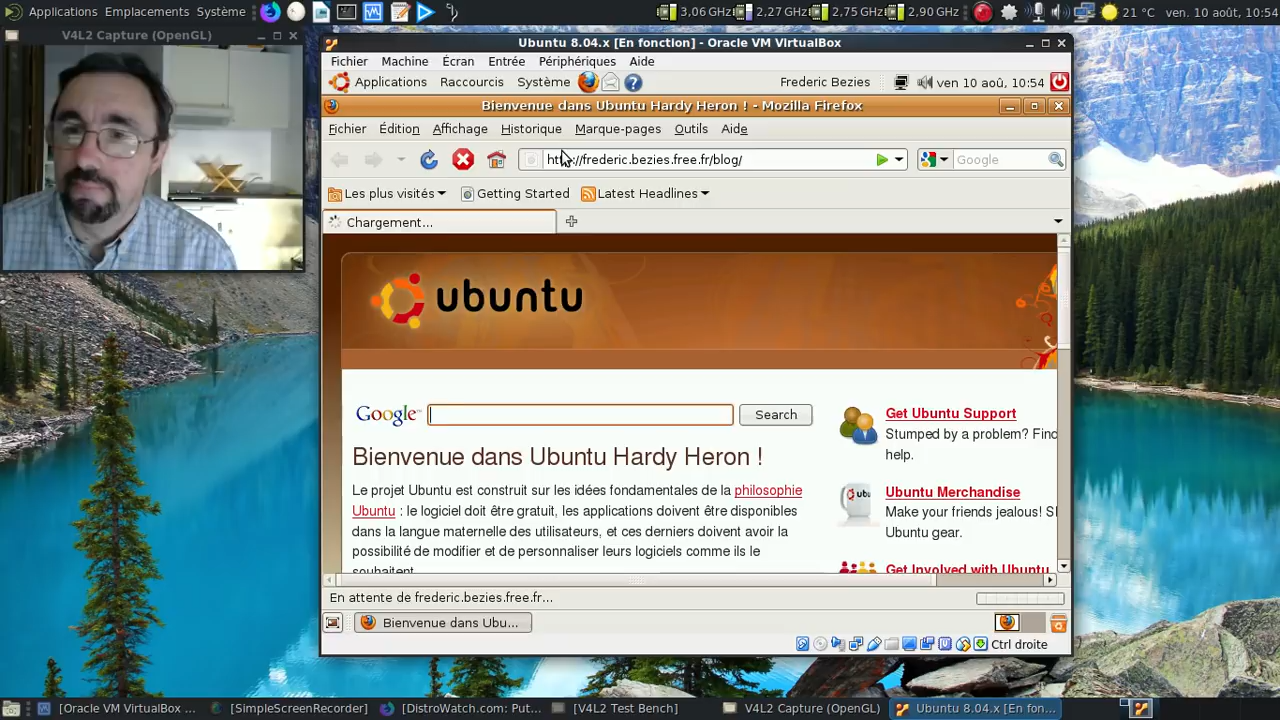 Applications Emplacements Système
3,06 GHz 2,27 GHz 2,75 GHz 2,90 GHz
21 °C ven. 10 août, 10:54
V4L2 Capture (OpenGL)
Ubuntu 8.04.x [En fonction] - Oracle VM VirtualBox
Fichier Machine Écran Entrée Périphériques Aide
Applications Raccourcis Système
Frederic Bezies
ven 10 aoû, 10:54
Bienvenue dans Ubuntu Hardy Heron ! - Mozilla Firefox
Fichier Édition Affichage Historique Marque-pages Outils Aide
http://frederic.bezies.free.fr/blog/
Google
Les plus visités Getting Started Latest Headlines
Chargement...
ubuntu
Google™
Search
Bienvenue dans Ubuntu Hardy Heron !
Le projet Ubuntu est construit sur les idées fondamentales de la philosophie
Ubuntu : le logiciel doit être gratuit, les applications doivent être disponibles
dans la langue maternelle des utilisateurs, et ces derniers doivent avoir la
possibilité de modifier et de personnaliser leurs logiciels comme ils le
souhaitent.
Get Ubuntu Support
Stumped by a problem? Find
help.
Ubuntu Merchandise
Make your friends jealous!
Ubuntu gear.
Get Involved with Ubuntu
En attente de frederic.bezies.free.fr...
Bienvenue dans Ubu...
Ctrl droite
[Oracle VM VirtualBox ...
[SimpleScreenRecorder]
[DistroWatch.com: Put...
[V4L2 Test Bench]
V4L2 Capture (OpenGL)
Ubuntu 8.04.x [En fon...